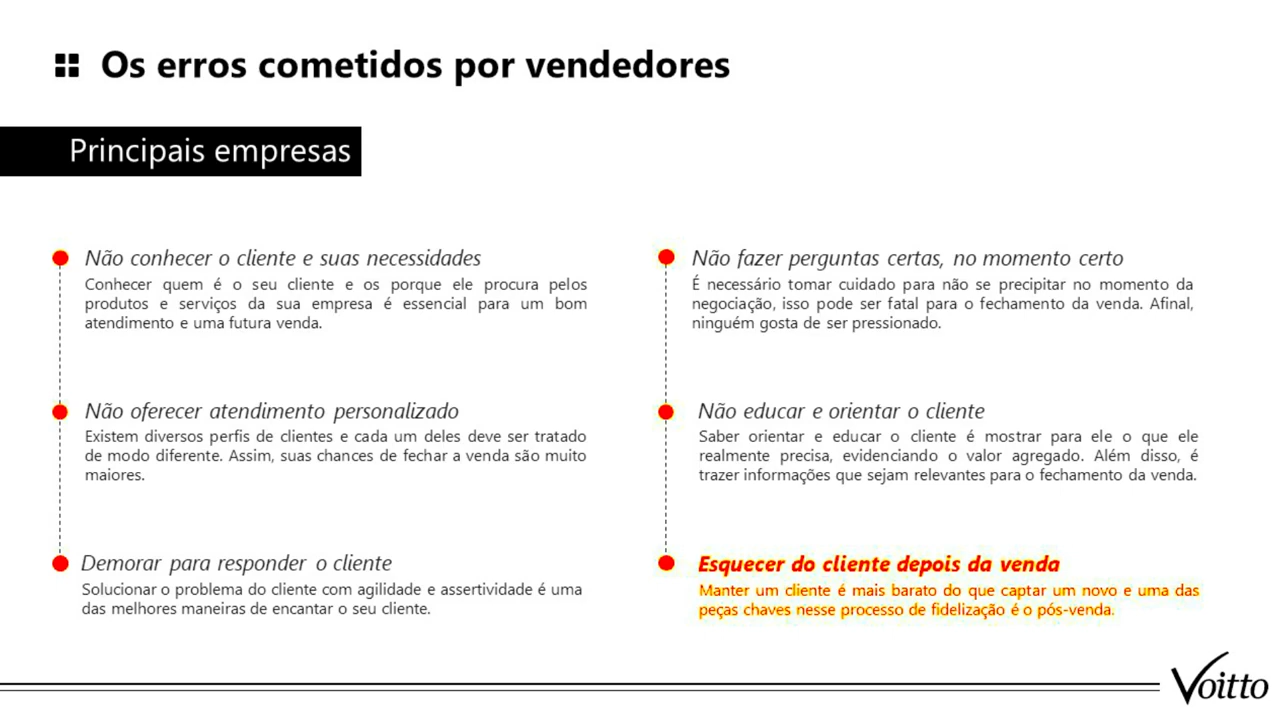 Os erros cometidos por vendedores
Principais empresas
Não conhecer o cliente e suas necessidades
Conhecer quem é o seu cliente e os porque ele procura pelos
produtos e serviços da sua empresa é essencial para um bom
atendimento e uma futura venda.
Não oferecer atendimento personalizado
Existem diversos perfis de clientes e cada um deles deve ser tratado
de modo diferente. Assim, suas chances de fechar a venda são muito
maiores.
Demorar para responder o cliente
Solucionar o problema do cliente com agilidade e assertividade é uma
das melhores maneiras de encantar o seu cliente.
Não fazer perguntas certas, no momento certo
É necessário tomar cuidado para não se precipitar no momento da
negociação, isso pode ser fatal para o fechamento da venda. Afinal,
ninguém gosta de ser pressionado.
Não educar e orientar o cliente
Saber orientar e educar o cliente é mostrar para ele o que ele
realmente precisa, evidenciando o valor agregado. Além disso, é
trazer informações que sejam relevantes para o fechamento da venda.
Esquecer do cliente depois da venda
Manter um cliente é mais barato do que captar um novo e uma das
peças chaves nesse processo de fidelização é o pós-venda.
Voitto